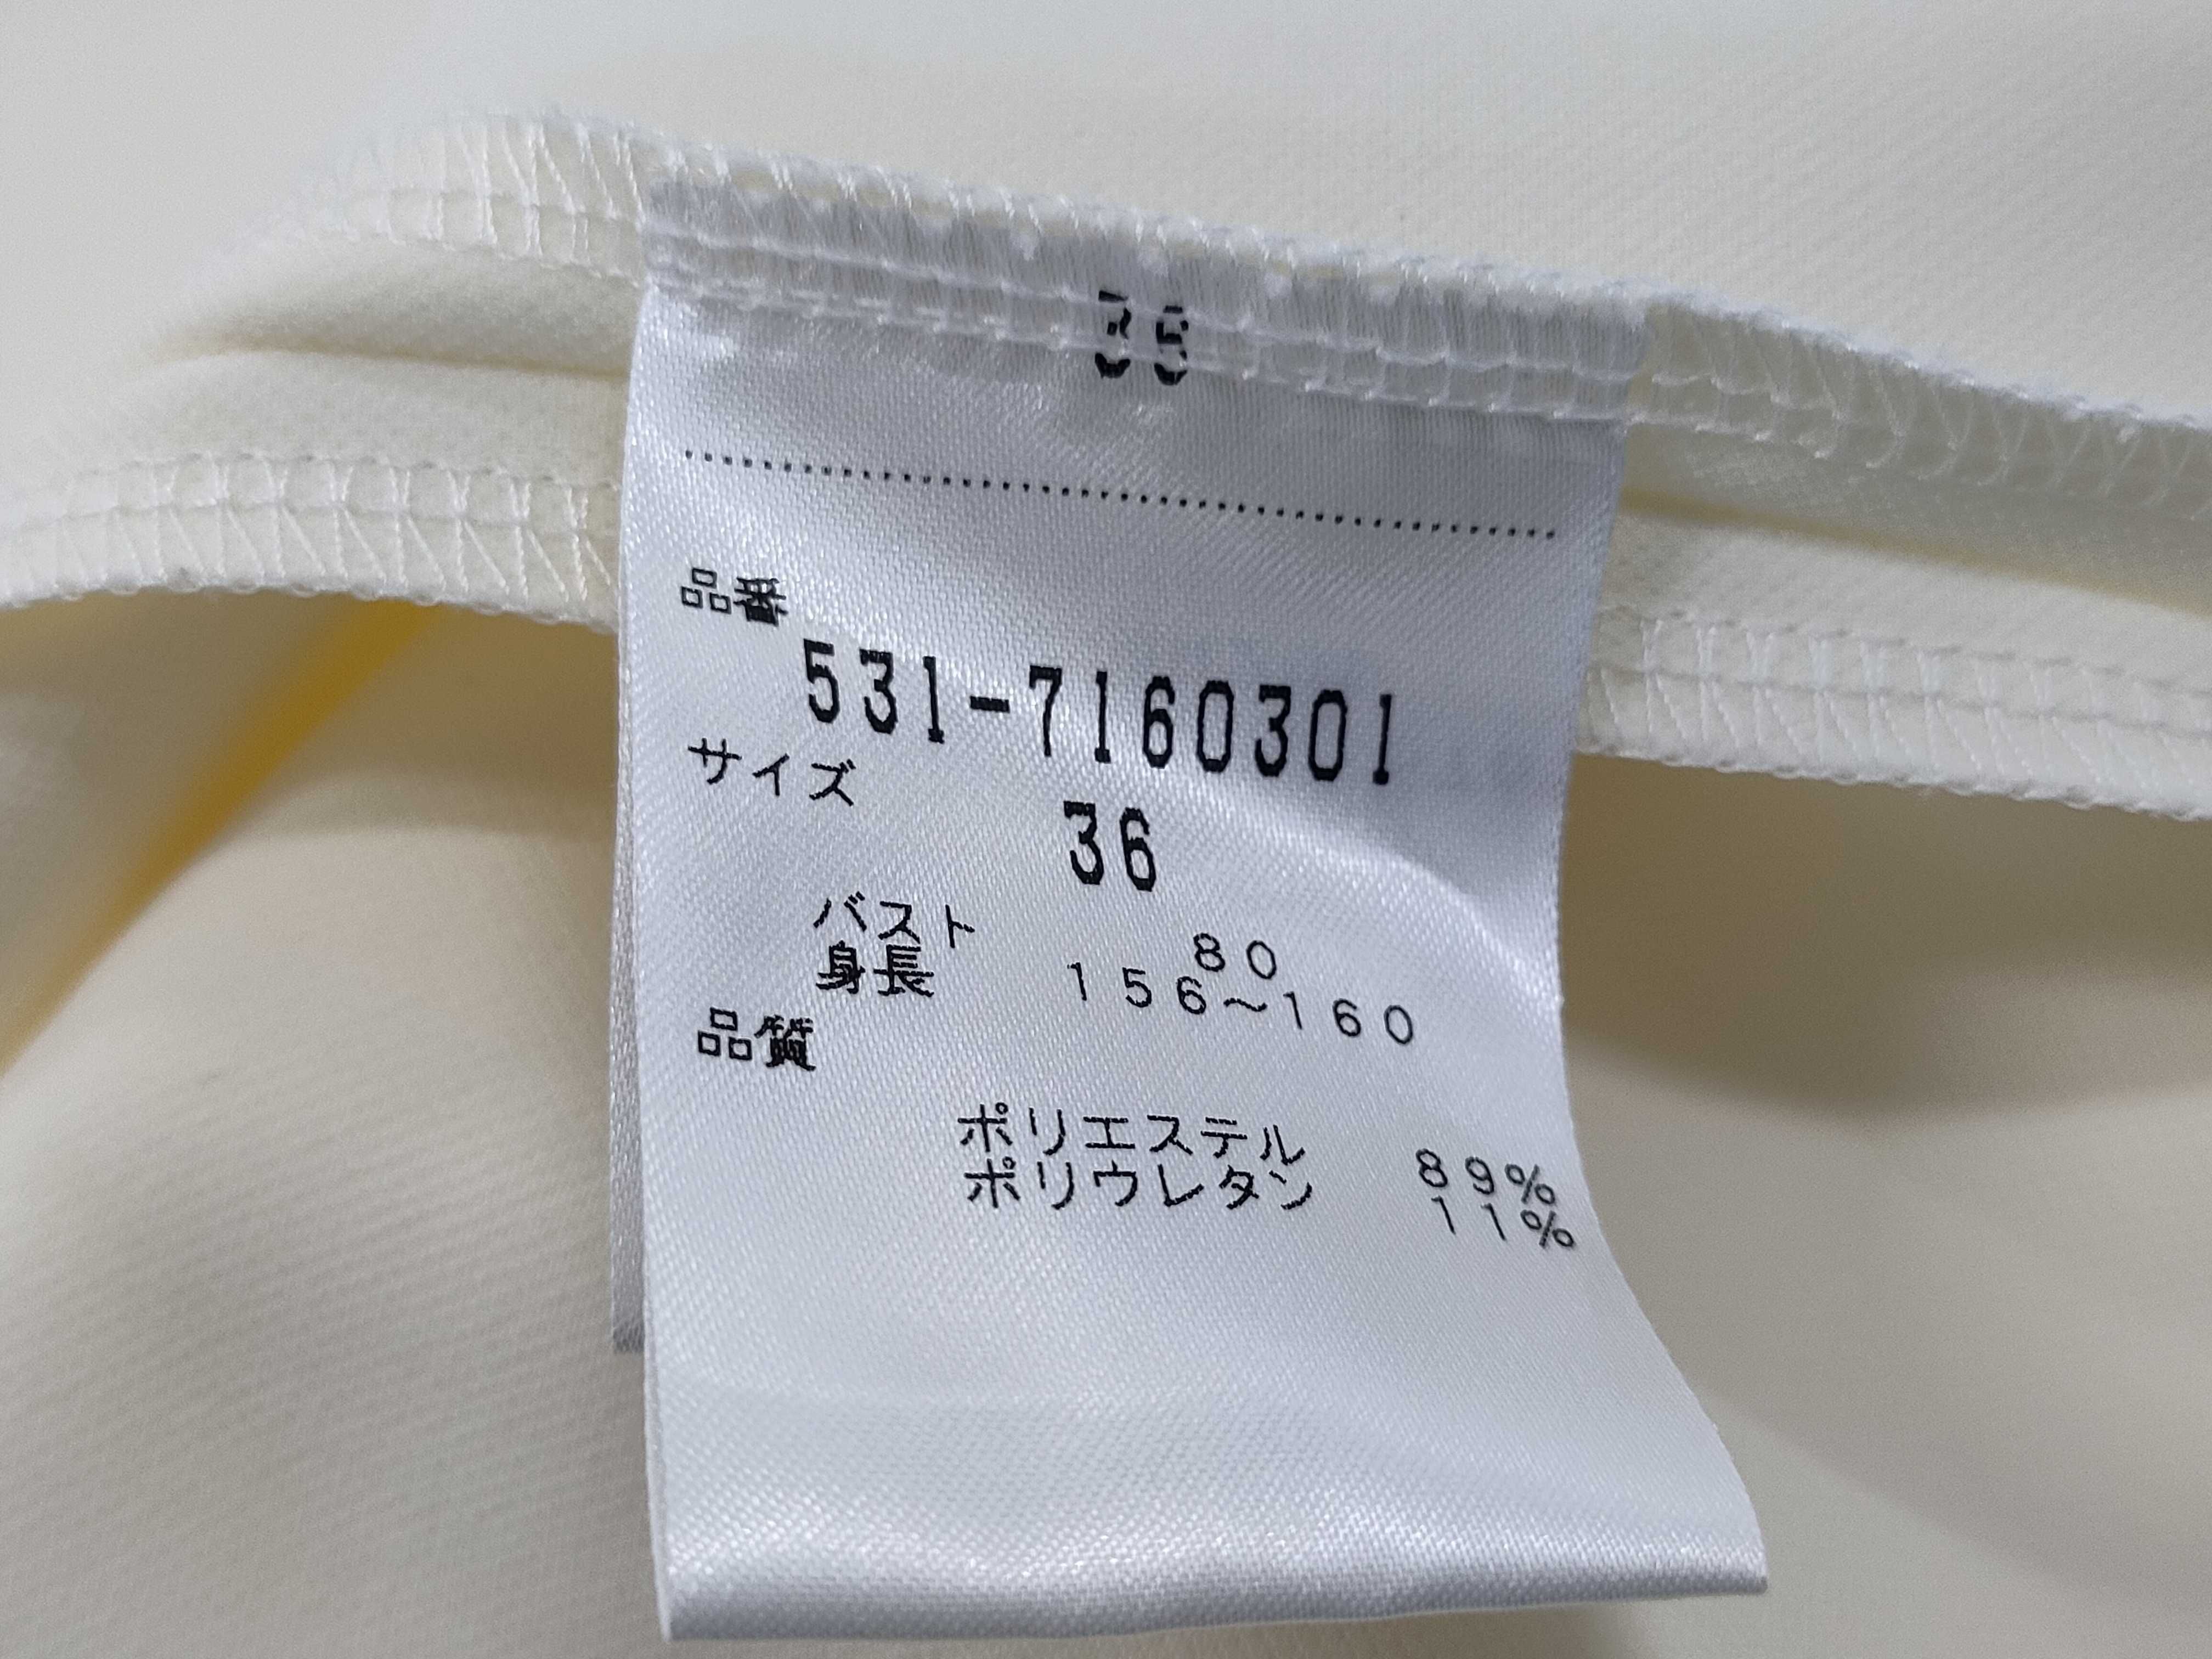 36
品番
531-7160301
サイズ
36
バスト 80
身長 156~160
品質
ポリエステル 89%
ポリウレタン 11%